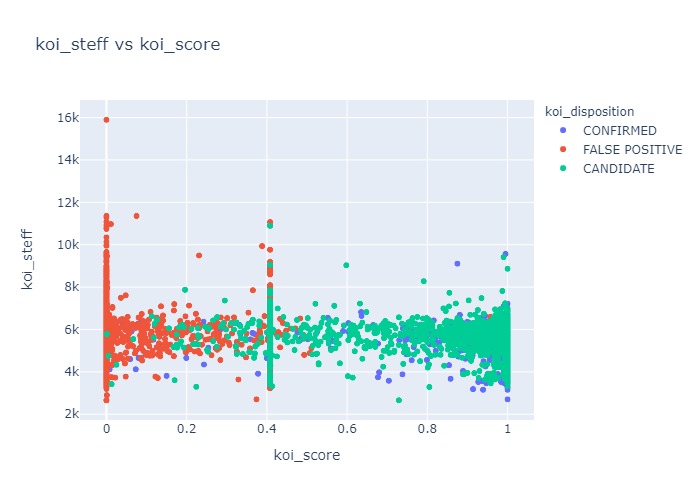 koi_steff vs koi_score
koi_disposition
CONFIRMED
FALSE POSITIVE
CANDIDATE
16k
14k
12k
10k
8k
6k
4k
2k
koi_steff
0
0.2
0.4
0.6
0.8
1
koi_score